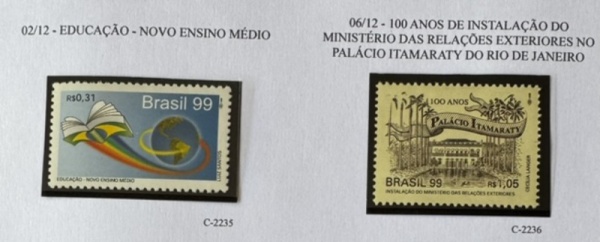 02/12 - EDUCAÇÃO - NOVO ENSINO MÉDIO
R$0,31
Brasil 99
LUIZ SANTOS
EDUCAÇÃO - NOVO ENSINO MÉDIO
C-2235
06/12 - 100 ANOS DE INSTALAÇÃO DO
MINISTÉRIO DAS RELAÇÕES EXTERIORES NO
PALÁCIO ITAMARATY DO RIO DE JANEIRO
100 ANOS
PALÁCIO ITAMARATY
BRASIL 99
R$1,05
INSTALAÇÃO DO MINISTÉRIO DAS RELAÇÕES EXTERIORES
C-2236